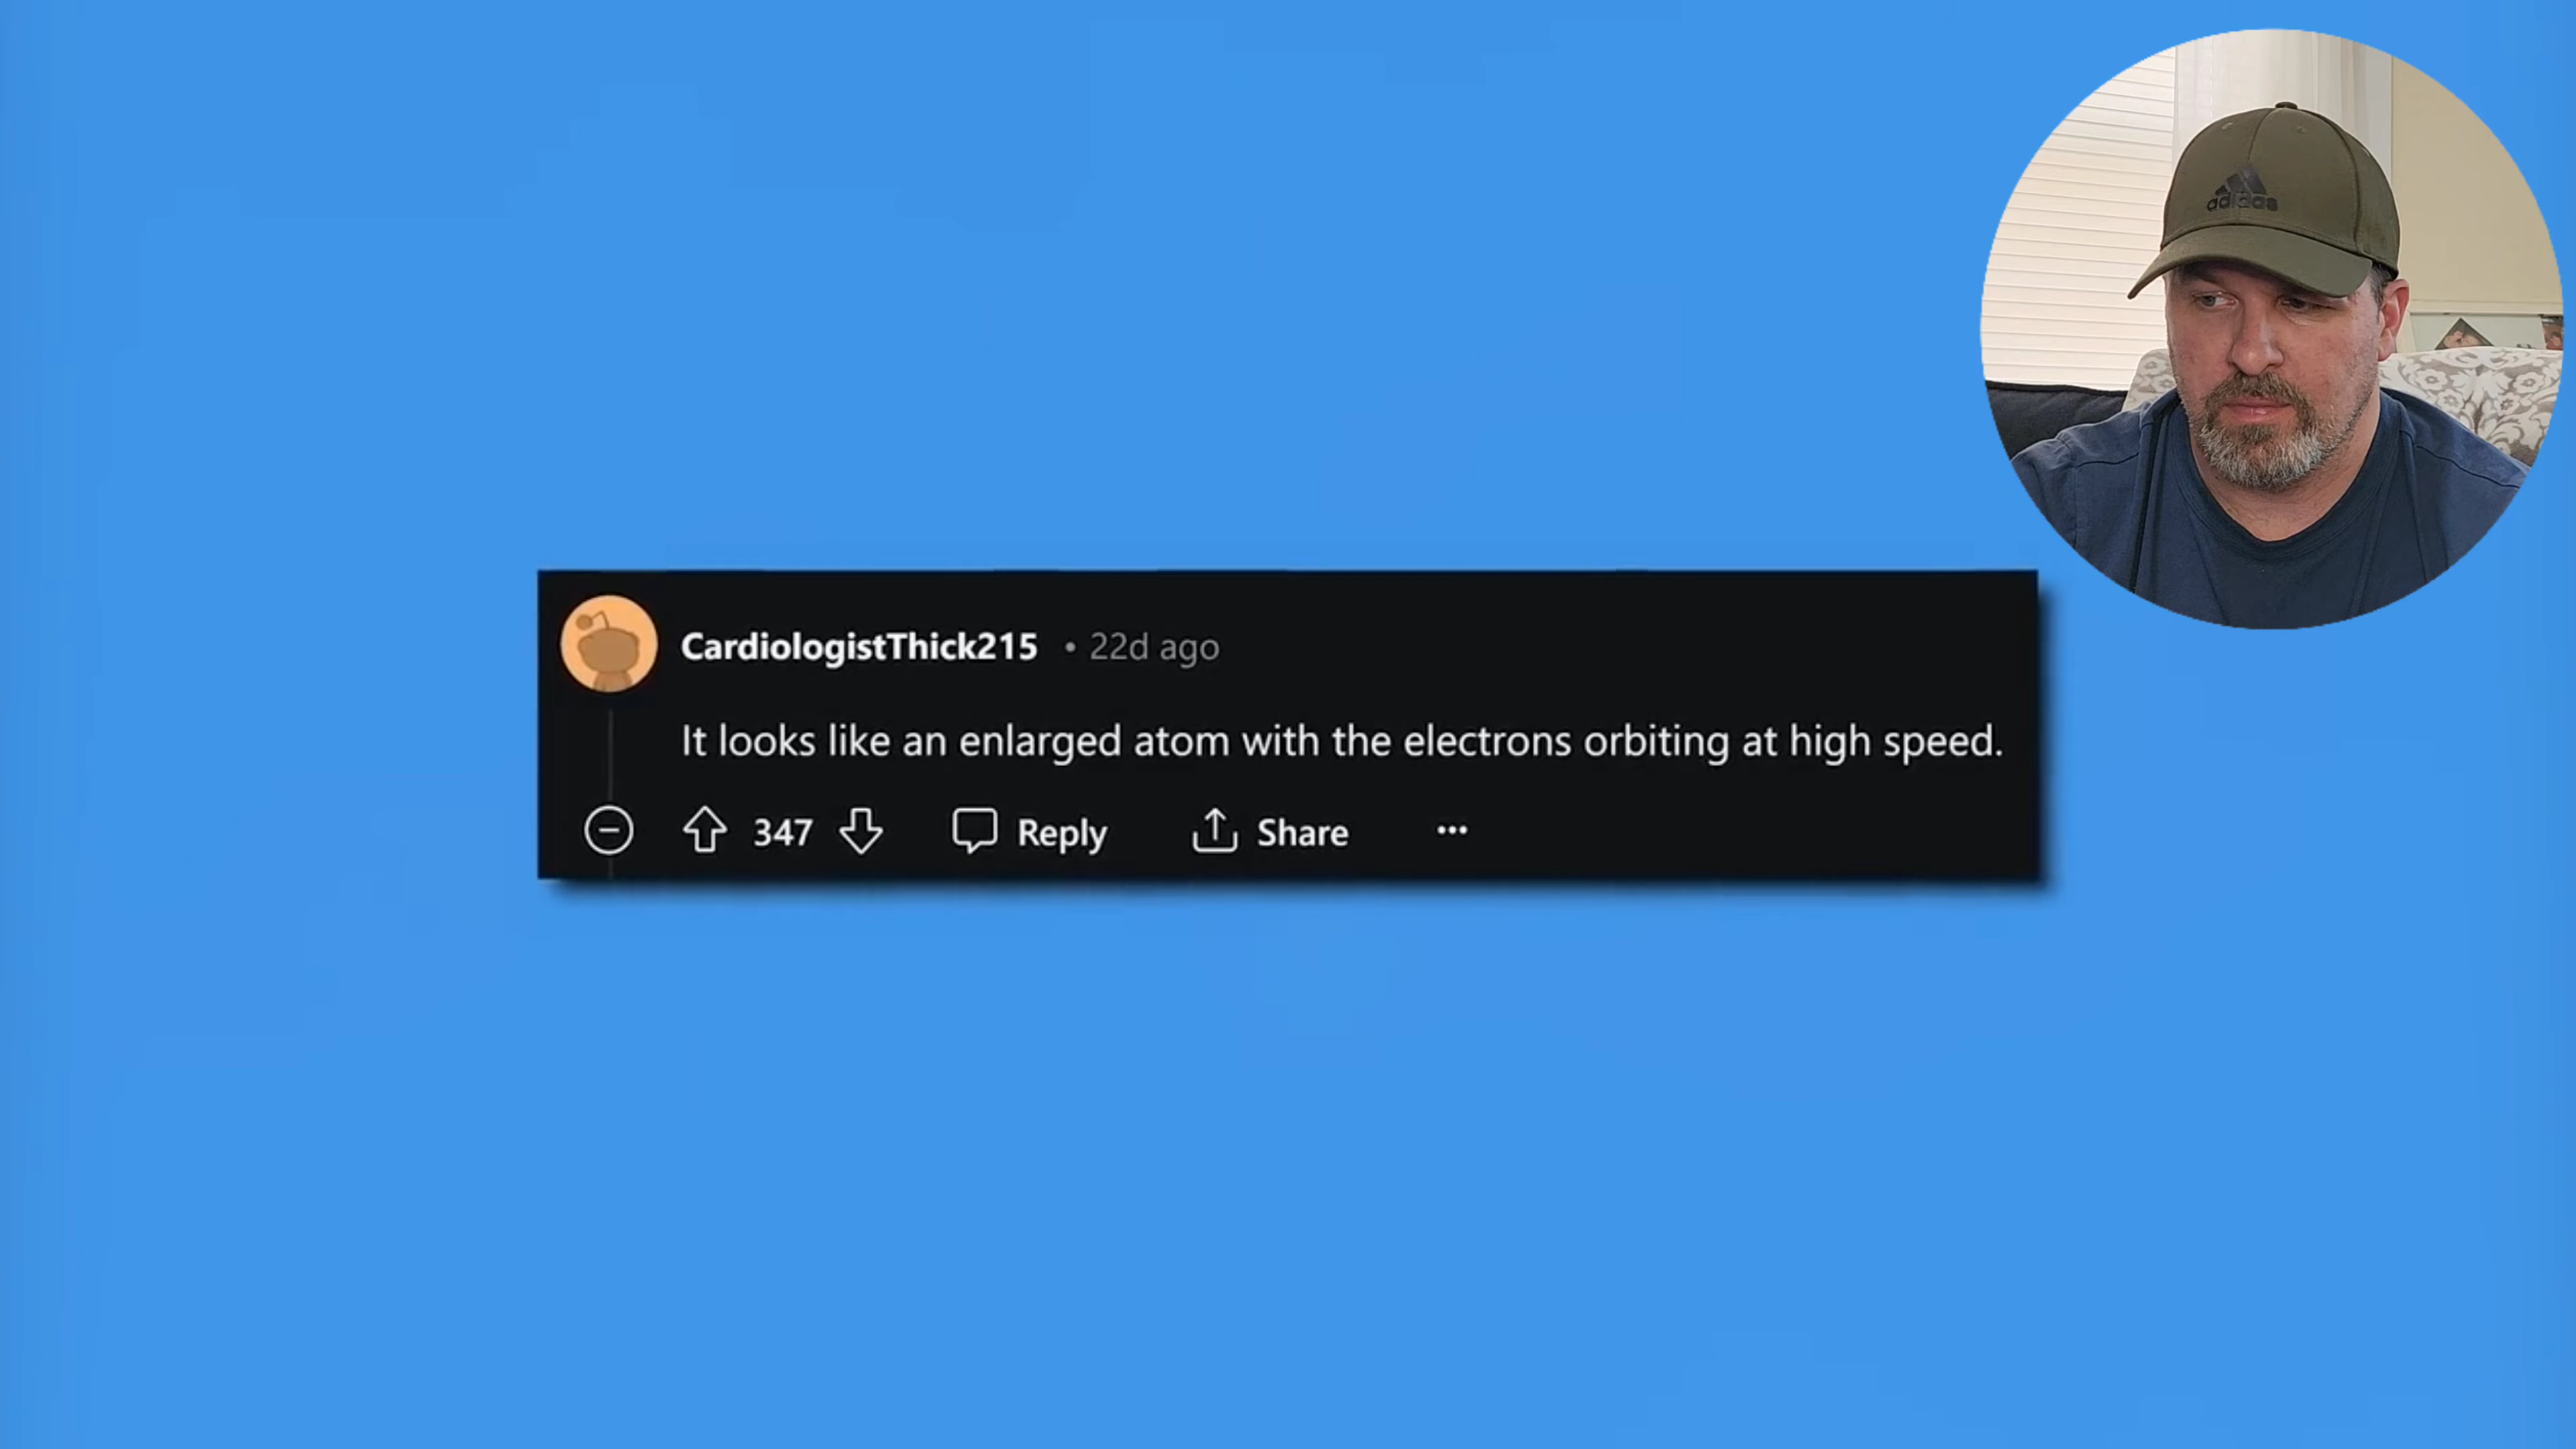 adidas
CardiologistThick215 • 22d ago
It looks like an enlarged atom with the electrons orbiting at high speed.
347 Reply Share ...